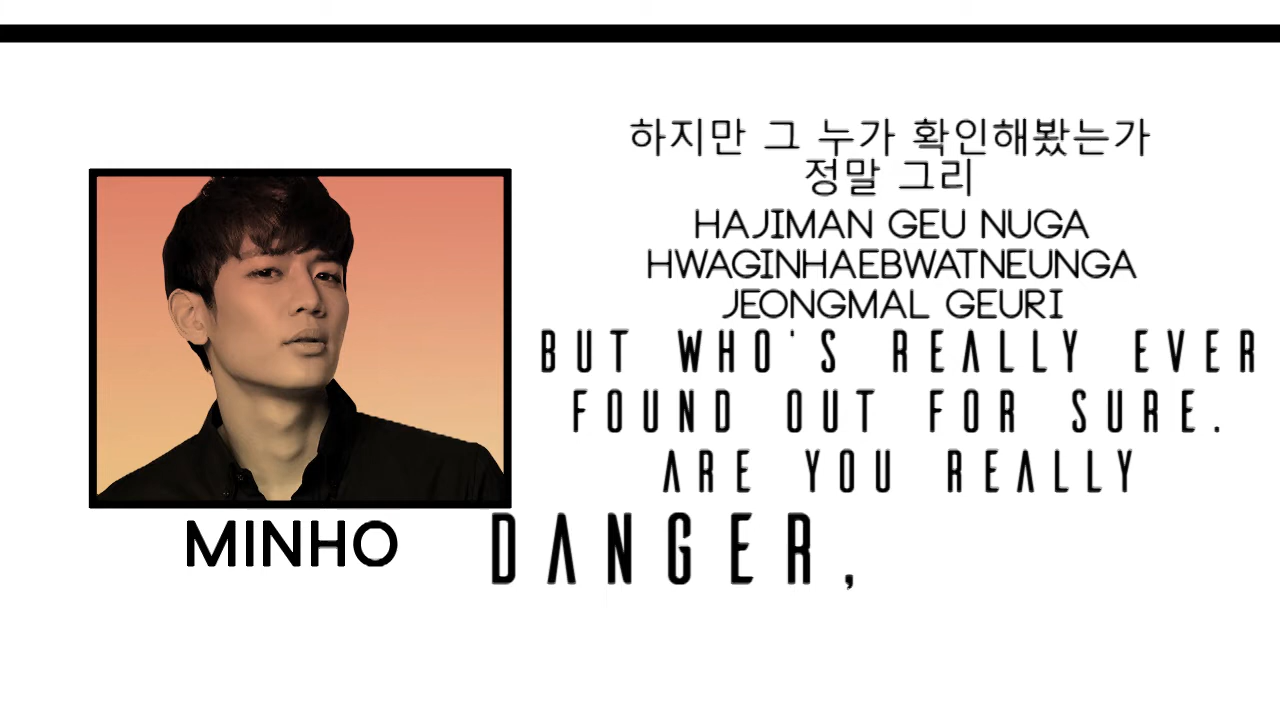 하지만 그 누가 확인해봤는가
정말 그리
HAJIMAN GEU NUGA
HWAGINHAEBWATNEUNGA
JEONGMAL GEURI
BUT WHO'S REALLY EVER
FOUND OUT FOR SURE.
ARE YOU REALLY
DANGER,
MINHO